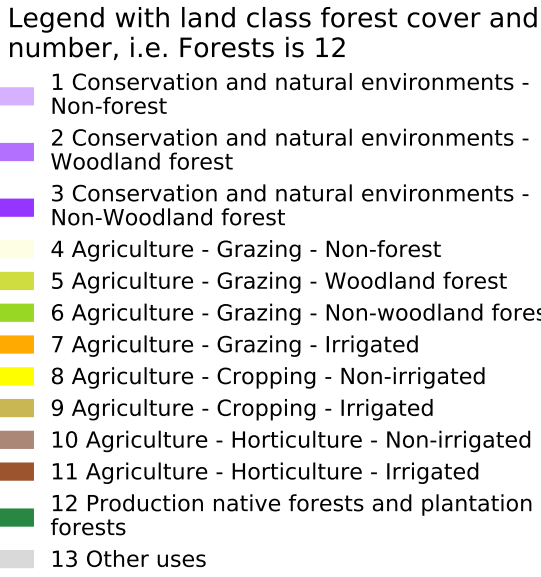 Legend with land class forest cover and
number, i.e. Forests is 12
1 Conservation and natural environments -
Non-forest
2 Conservation and natural environments -
Woodland forest
3 Conservation and natural environments -
Non-Woodland forest
4 Agriculture - Grazing - Non-forest
5 Agriculture - Grazing - Woodland forest
6 Agriculture - Grazing - Non-woodland fores
7 Agriculture - Grazing - Irrigated
8 Agriculture - Cropping - Non-irrigated
9 Agriculture - Cropping - Irrigated
10 Agriculture - Horticulture - Non-irrigated
11 Agriculture - Horticulture - Irrigated
12 Production native forests and plantation
forests
13 Other uses